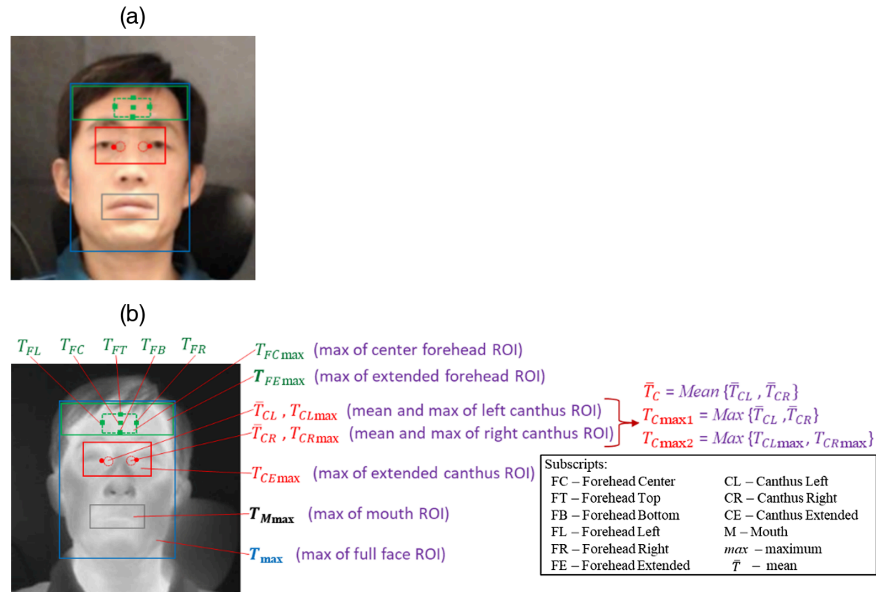 (a)
(b)
T_FL T_FC T_FT T_FB T_FR
T_FCmax (max of center forehead ROI)
T_FEmax (max of extended forehead ROI)
T̄_CL , T_CLmax (mean and max of left canthus ROI)
T̄_CR , T_CRmax (mean and max of right canthus ROI)
T_CEmax (max of extended canthus ROI)
T_Mmax (max of mouth ROI)
T_max (max of full face ROI)
T̄_C = Mean {T̄_CL , T̄_CR}
T_Cmax1 = Max {T̄_CL ,T̄_CR}
T_Cmax2 = Max {T_CLmax , T_CRmax}
Subscripts:
FC – Forehead Center
FT – Forehead Top
FB – Forehead Bottom
FL – Forehead Left
FR – Forehead Right
FE – Forehead Extended
CL – Canthus Left
CR – Canthus Right
CE – Canthus Extended
M – Mouth
max – maximum
T̄ – mean